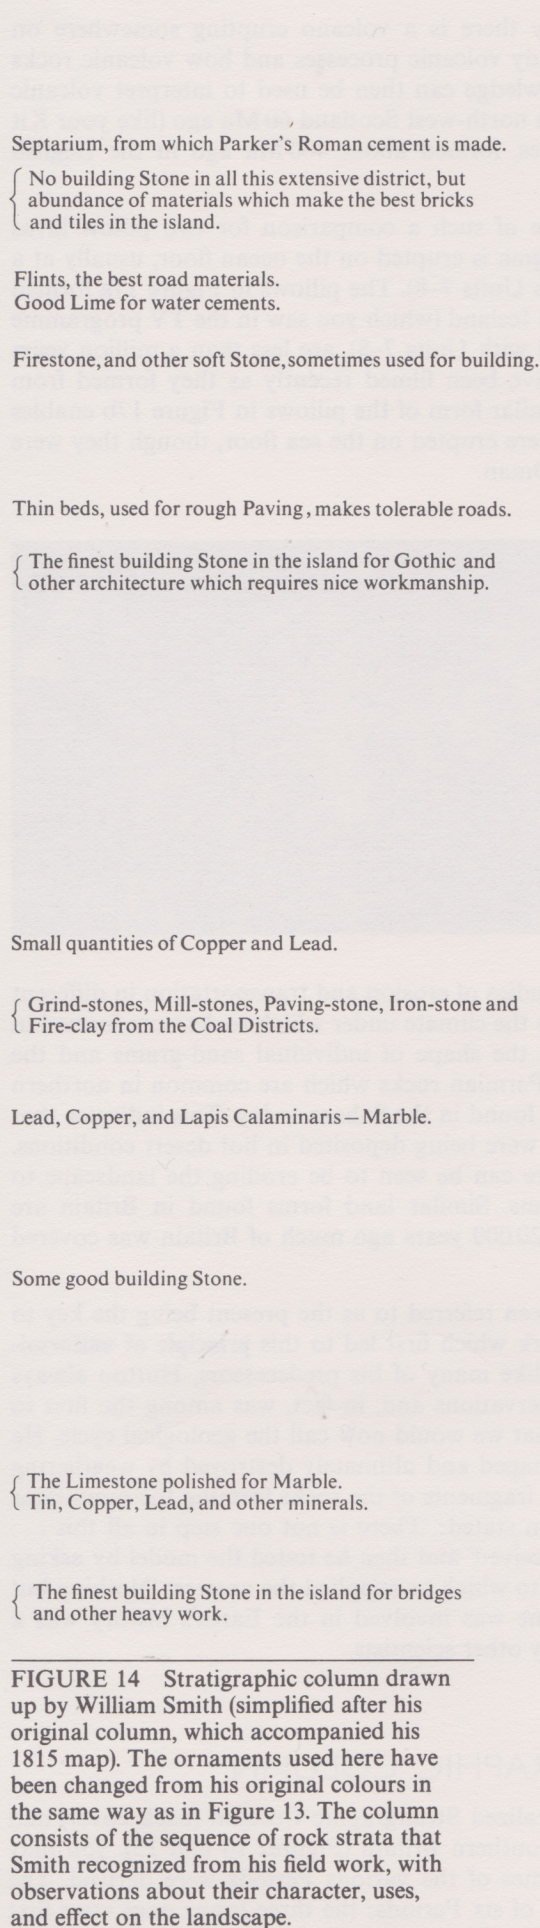 Septarium, from which Parker's Roman cement is made.
No building Stone in all this extensive district, but
abundance of materials which make the best bricks
and tiles in the island.
Flints, the best road materials.
Good Lime for water cements.
Firestone, and other soft Stone, sometimes used for building.
Thin beds, used for rough Paving, makes tolerable roads.
The finest building Stone in the island for Gothic and
other architecture which requires nice workmanship.
Small quantities of Copper and Lead.
Grind-stones, Mill-stones, Paving-stone, Iron-stone and
Fire-clay from the Coal Districts.
Lead, Copper, and Lapis Calaminaris – Marble.
Some good building Stone.
The Limestone polished for Marble.
Tin, Copper, Lead, and other minerals.
The finest building Stone in the island for bridges
and other heavy work.
FIGURE 14 Stratigraphic column drawn
up by William Smith (simplified after his
original column, which accompanied his
1815 map). The ornaments used here have
been changed from his original colours in
the same way as in Figure 13. The column
consists of the sequence of rock strata that
Smith recognized from his field work, with
observations about their character, uses,
and effect on the landscape.